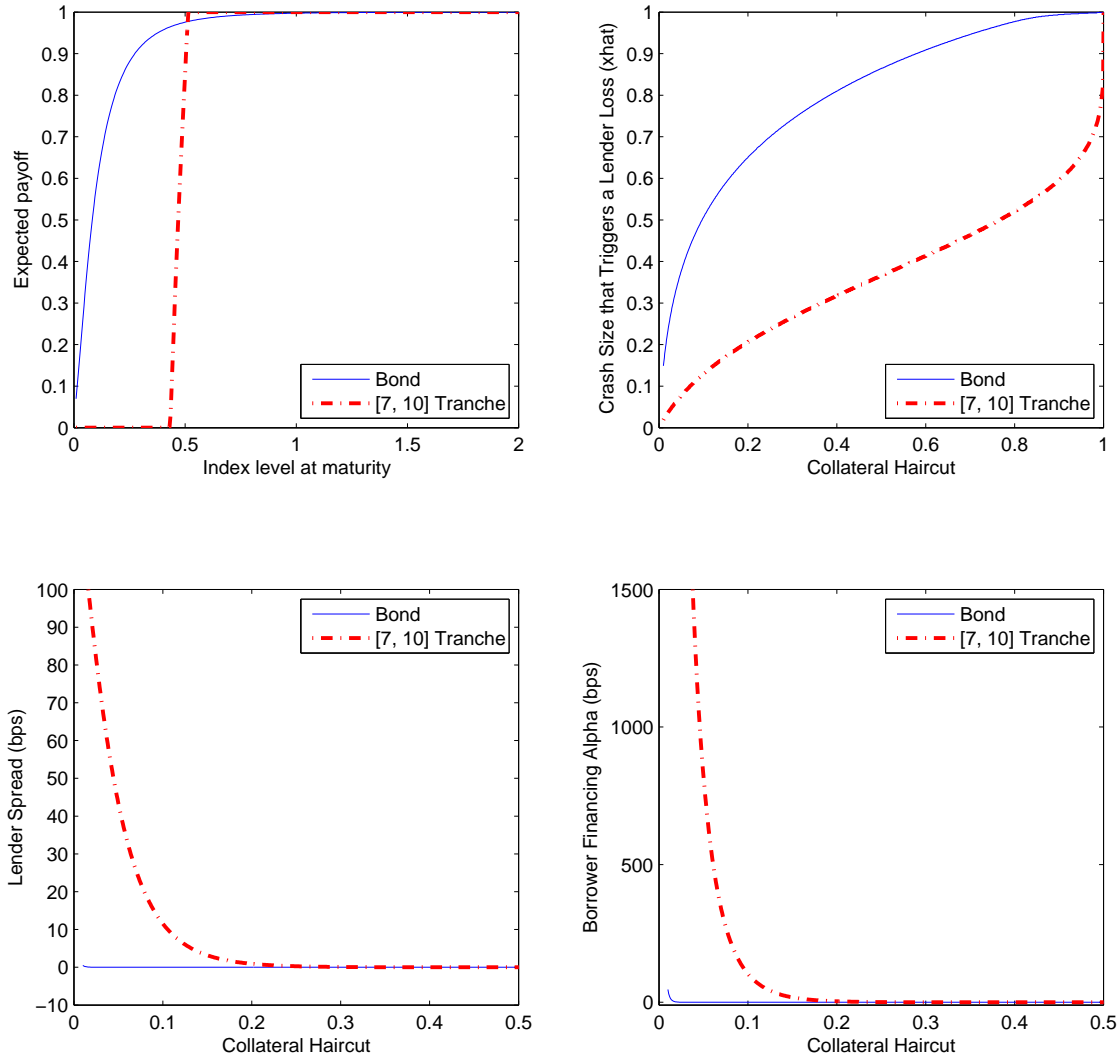 1
0.9
0.8
0.7
0.6
0.5
0.4
0.3
0.2
0.1
0
Expected payoff
Bond
[7, 10] Tranche
0 0.5 1 1.5 2
Index level at maturity
1
0.9
0.8
0.7
0.6
0.5
0.4
0.3
0.2
0.1
0
Crash Size that Triggers a Lender Loss (xhat)
Bond
[7, 10] Tranche
0 0.2 0.4 0.6 0.8 1
Collateral Haircut
100
90
80
70
60
50
40
30
20
10
0
−10
Lender Spread (bps)
Bond
[7, 10] Tranche
0 0.1 0.2 0.3 0.4 0.5
Collateral Haircut
1500
1000
500
0
Borrower Financing Alpha (bps)
Bond
[7, 10] Tranche
0 0.1 0.2 0.3 0.4 0.5
Collateral Haircut